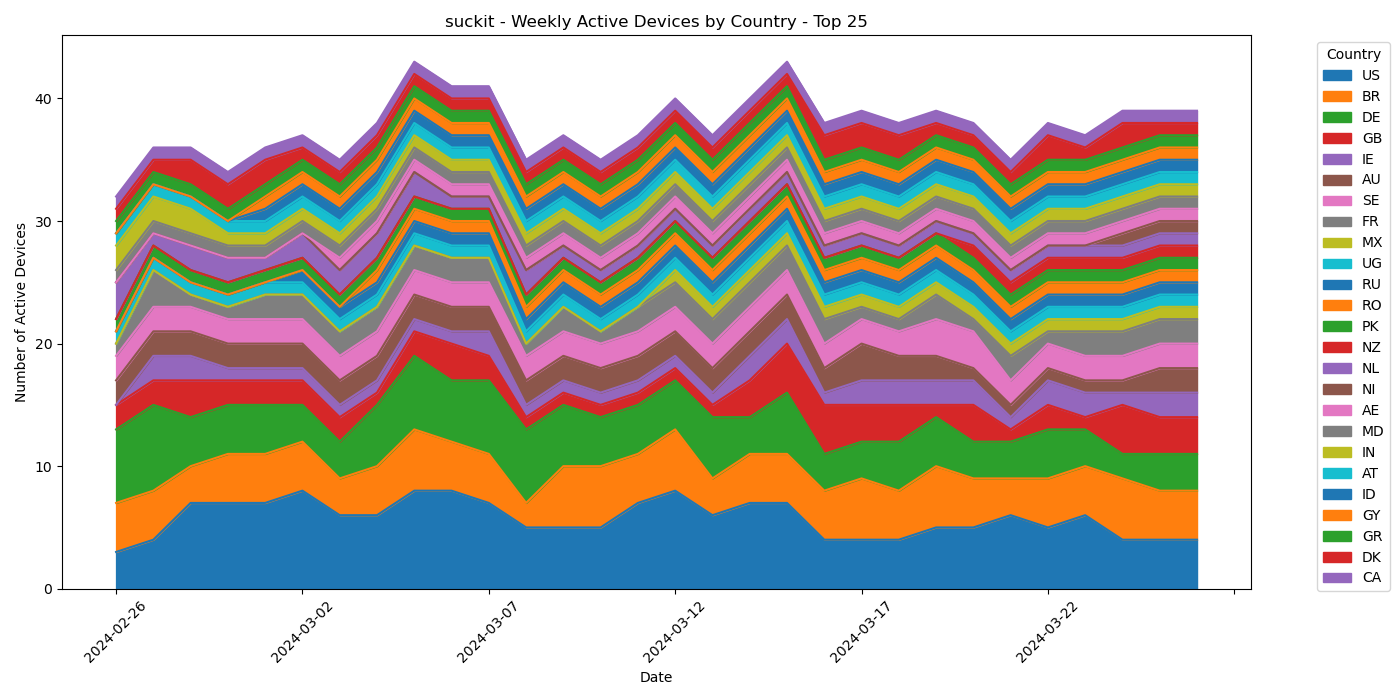 suckit - Weekly Active Devices by Country - Top 25
Number of Active Devices
40
30
20
10
0
2024-02-26
2024-03-02
2024-03-07
2024-03-12
2024-03-17
2024-03-22
Date
Country
US
BR
DE
GB
IE
AU
SE
FR
MX
UG
RU
RO
PK
NZ
NL
NI
AE
MD
IN
AT
ID
GY
GR
DK
CA